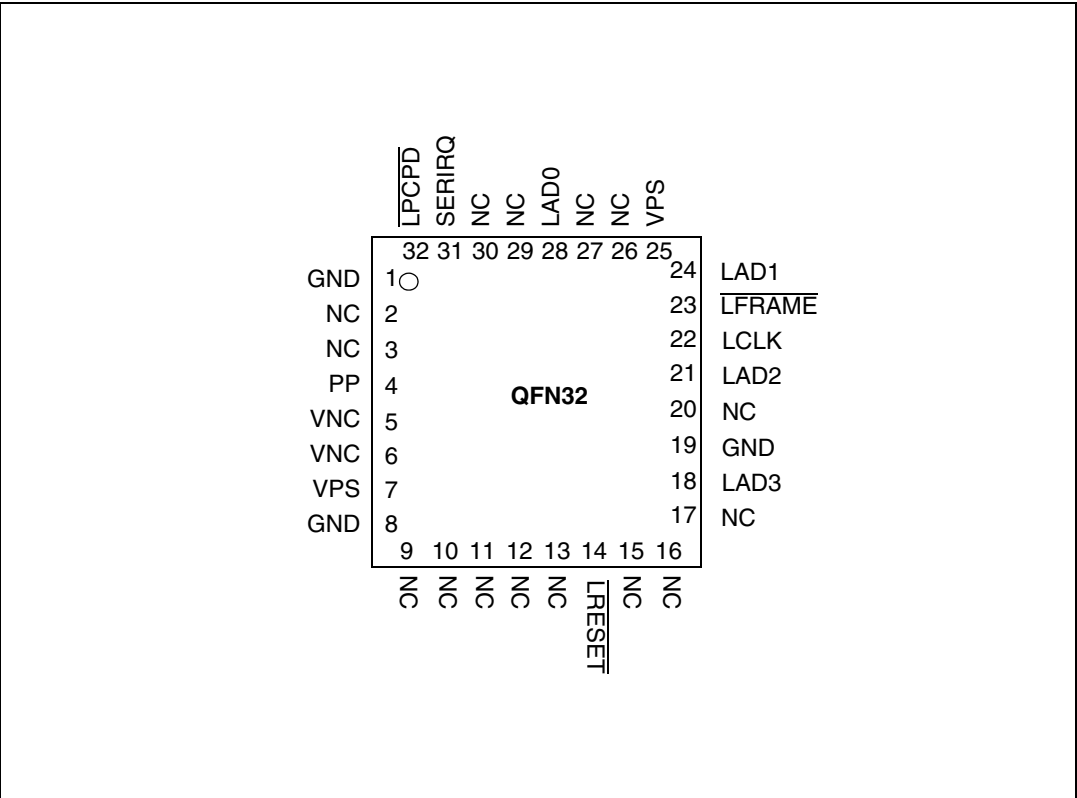 LPCPD SERIRQ NC NC LAD0 NC NC VPS
32 31 30 29 28 27 26 25
GND 1 24 LAD1
NC 2 23 LFRAME
NC 3 22 LCLK
PP 4 21 LAD2
QFN32
VNC 5 20 NC
VNC 6 19 GND
VPS 7 18 LAD3
GND 8 17 NC
9 10 11 12 13 14 15 16
NC NC NC NC NC LRESET NC NC